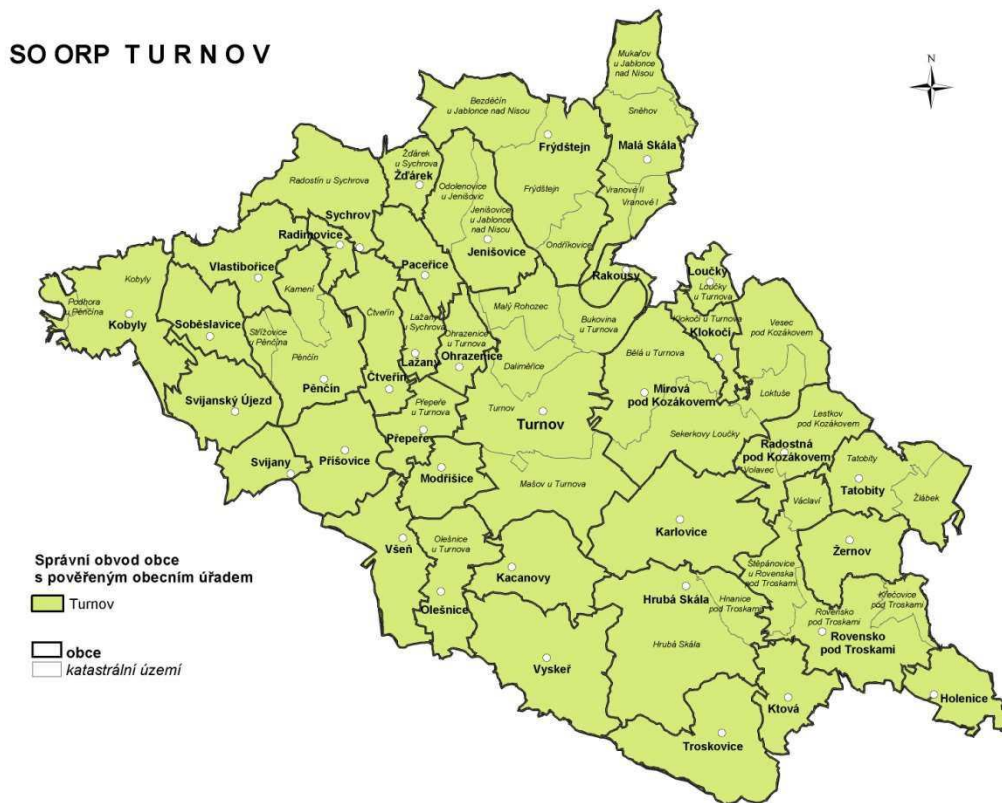 SO ORP T U R N O V
N
Mukařov
u Jablonce
nad Nisou
Sněhov
Malá Skála
Vranové II
Vranové I
Bezděčín
u Jablonce nad Nisou
Frýdštejn
Frýdštejn
Ondříkovice
Žďárek
u Sychrova
Žďárek
Radostín u Sychrova
Odolenovice
u Jenišovic
Jenišovice
u Jablonce
nad Nisou
Jenišovice
Sychrov
Radimovice
Paceřice
Vlastibořice
Kamení
Kobyly
Podhora
u Pěnčína
Kobyly
Soběslavice
Střížovice
u Pěnčína
Pěnčín
Pěnčín
Čtveřín
Čtveřín
Lažany
u Sychrova
Lažany
Ohrazenice
u Turnova
Ohrazenice
Malý Rohozec
Daliměřice
Turnov
Turnov
Mašov u Turnova
Bukovina
u Turnova
Rakousy
Loučky
Loučky
u Turnova
Klokočí u Turnova
Klokočí
Vesec
pod Kozákovem
Loktuše
Bělá u Turnova
Mírová
pod Kozákovem
Sekerkovy Loučky
Lestkov
pod Kozákovem
Radostná
pod Kozákovem
Volavec
Tatobity
Tatobity
Žlábek
Václaví
Svijanský Újezd
Svijany
Příšovice
Přepeře
u Turnova
Přepeře
Modřišice
Všeň
Olešnice
u Turnova
Olešnice
Kacanovy
Karlovice
Žernov
Štěpánovice
u Rovenska
pod Troskami
Hrubá Skála
Hnanice
pod Troskami
Hrubá Skála
Křečovice
pod Troskami
Rovensko
pod Troskami
Rovensko
pod Troskami
Vyskeř
Ktová
Holenice
Troskovice
Správní obvod obce
s pověřeným obecním úřadem
Turnov
obce
katastrální území